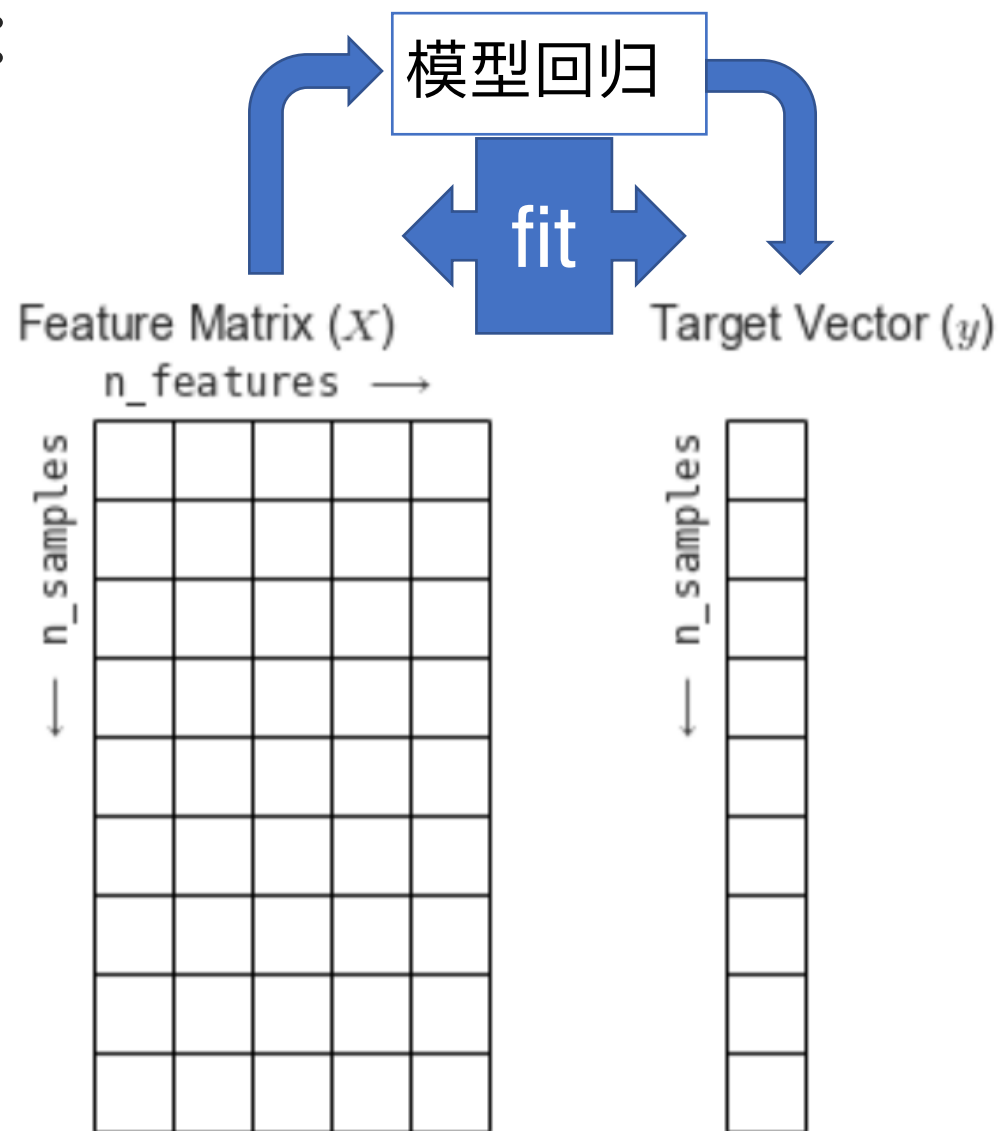 :
模型回归
fit
Feature Matrix (X)
Target Vector (y)
n_features →
← n_samples
← n_samples